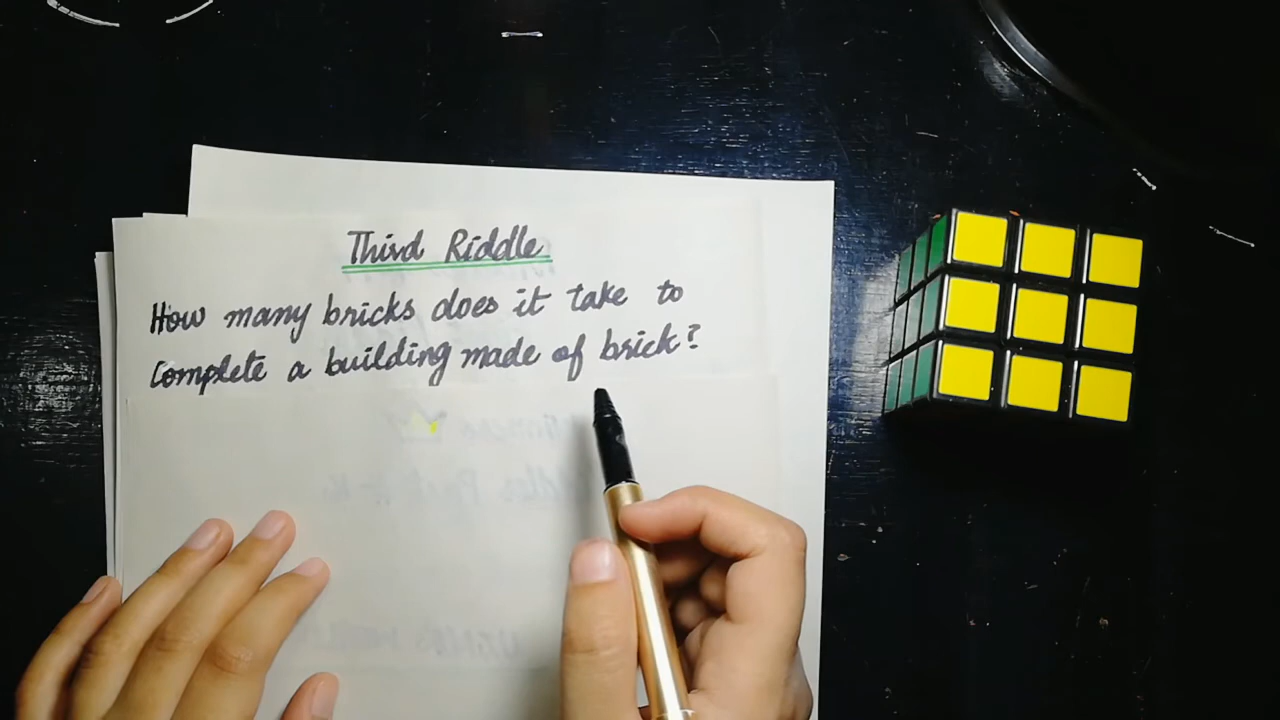 Third Riddle
How many bricks does it take to
complete a building made of brick?